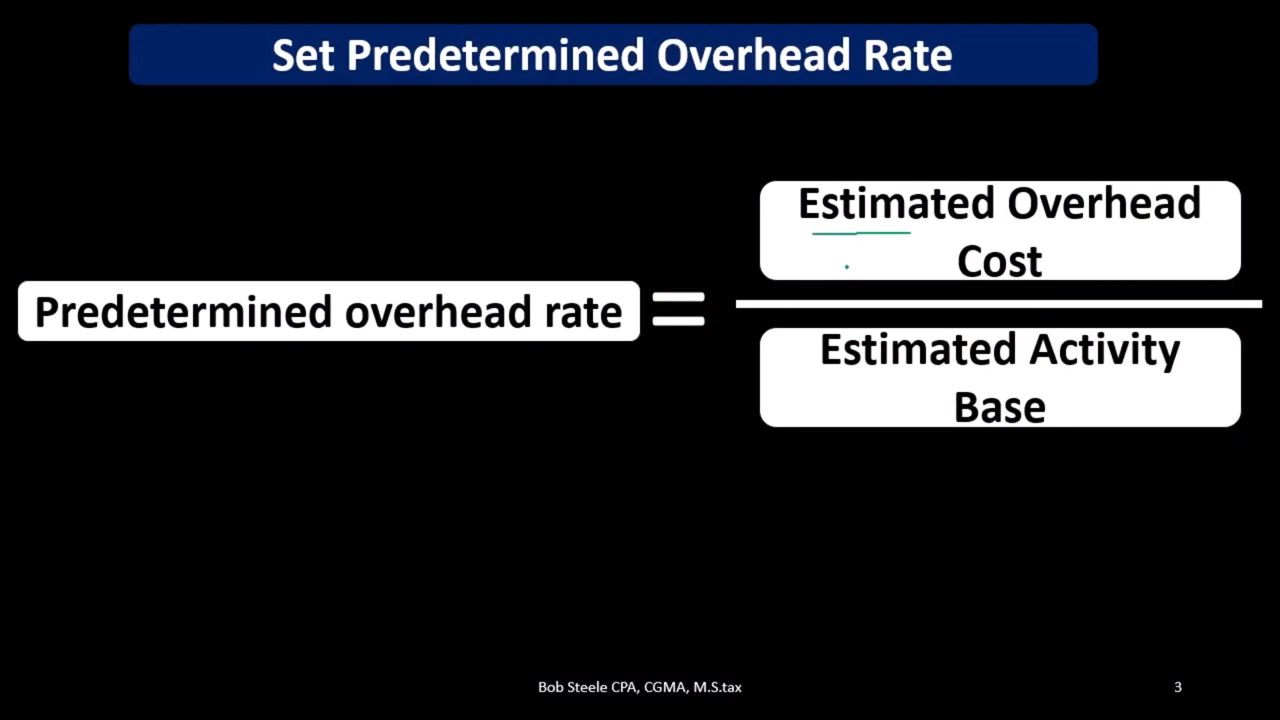 Set Predetermined Overhead Rate
Predetermined overhead rate
=
Estimated Overhead
Cost
Estimated Activity
Base
Bob Steele CPA, CGMA, M.S.tax
3